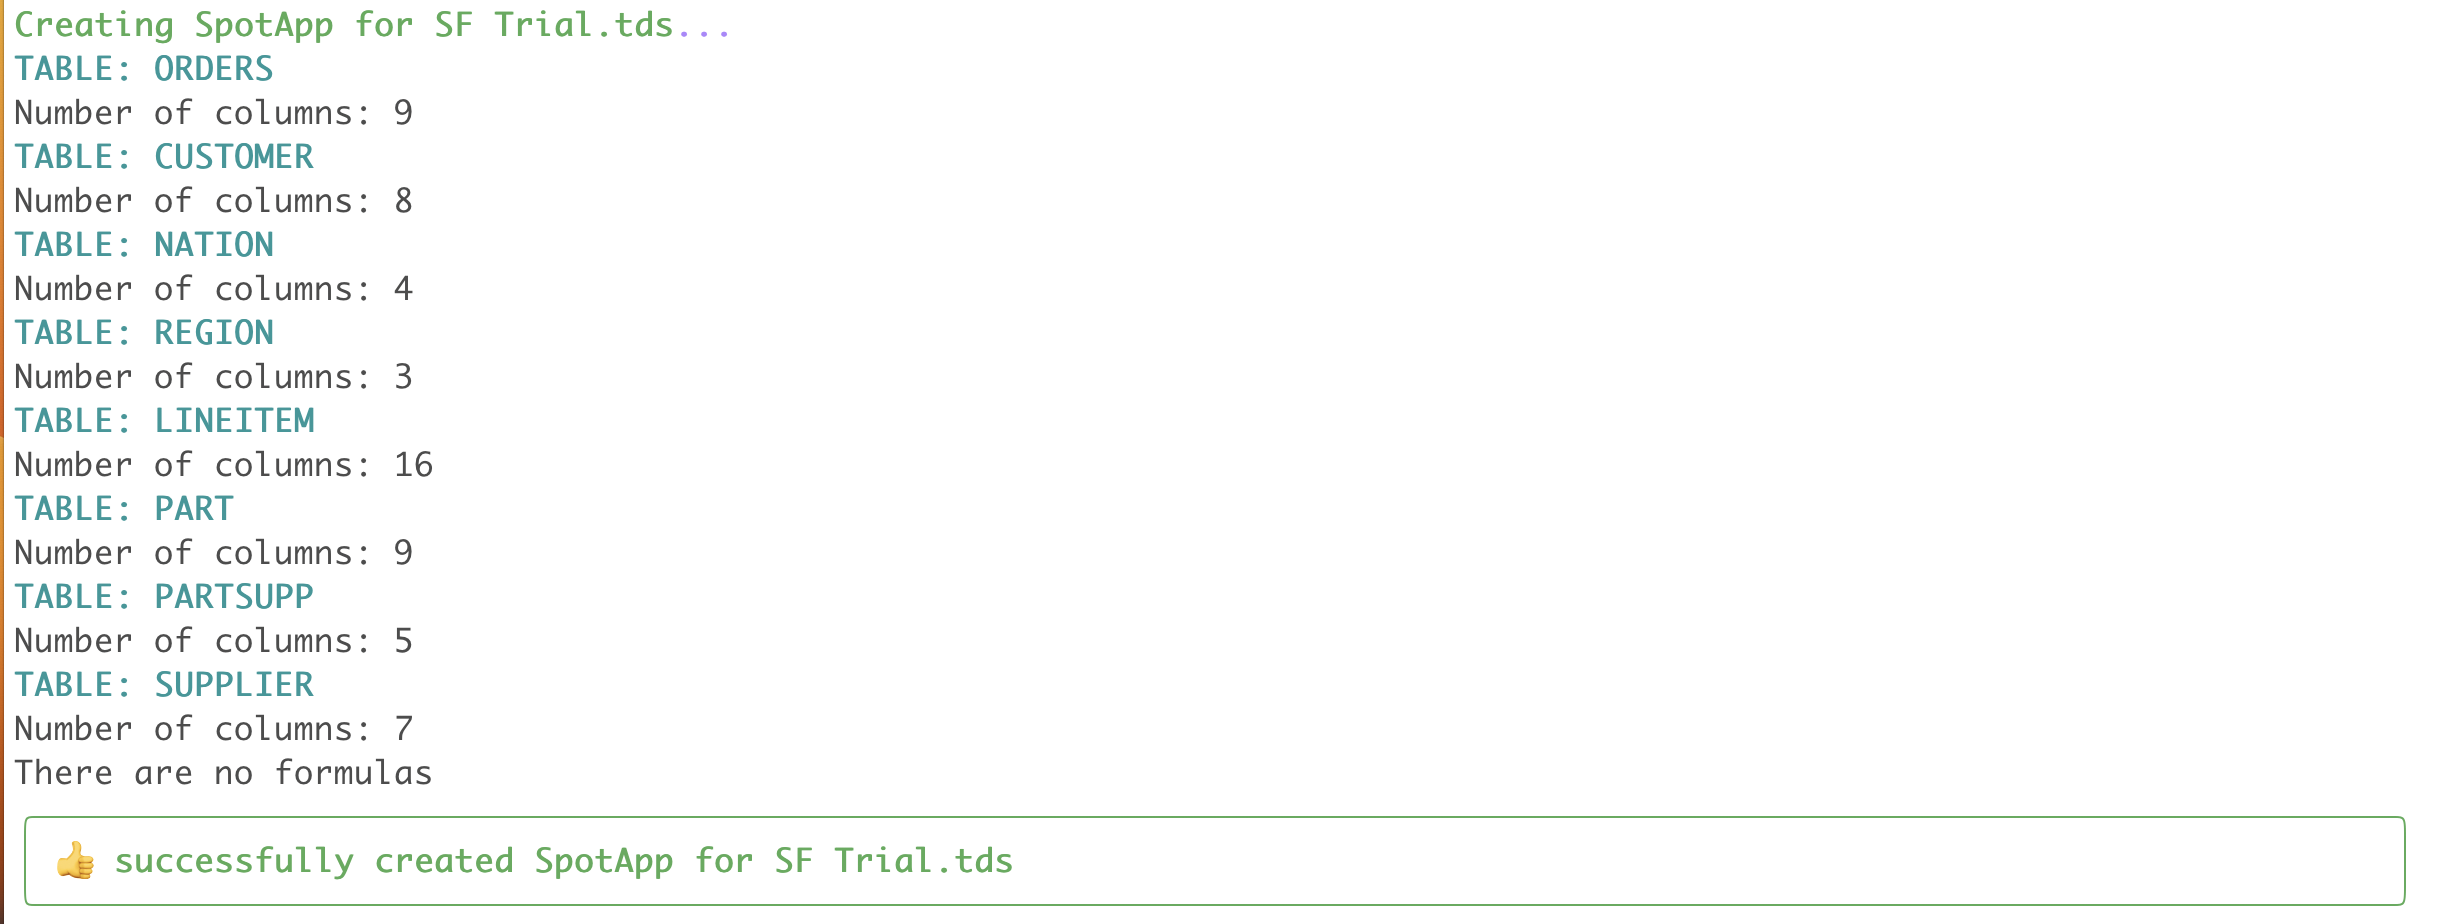 Creating SpotApp for SF Trial.tds...
TABLE: ORDERS
Number of columns: 9
TABLE: CUSTOMER
Number of columns: 8
TABLE: NATION
Number of columns: 4
TABLE: REGION
Number of columns: 3
TABLE: LINEITEM
Number of columns: 16
TABLE: PART
Number of columns: 9
TABLE: PARTSUPP
Number of columns: 5
TABLE: SUPPLIER
Number of columns: 7
There are no formulas
👍 successfully created SpotApp for SF Trial.tds